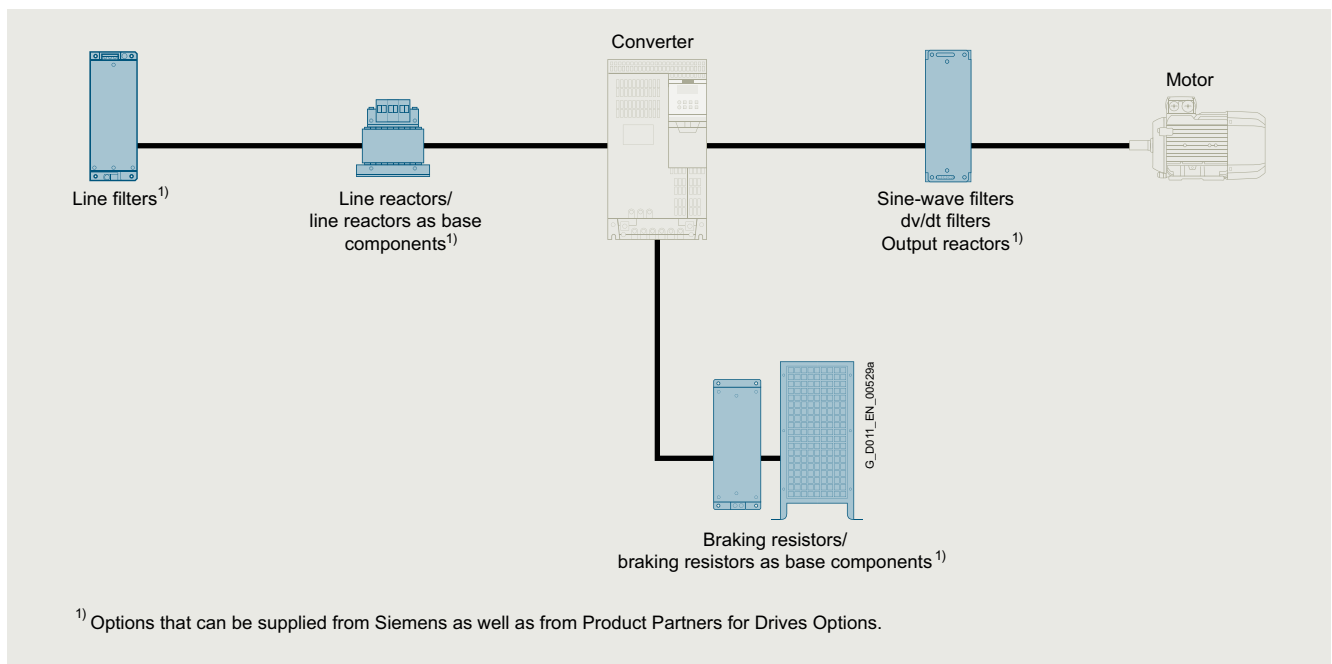 Converter
Motor
Line filters1)
Line reactors/
line reactors as base
components1)
Sine-wave filters
dv/dt filters
Output reactors1)
G_D011_EN_00529a
Braking resistors/
braking resistors as base components1)
1) Options that can be supplied from Siemens as well as from Product Partners for Drives Options.